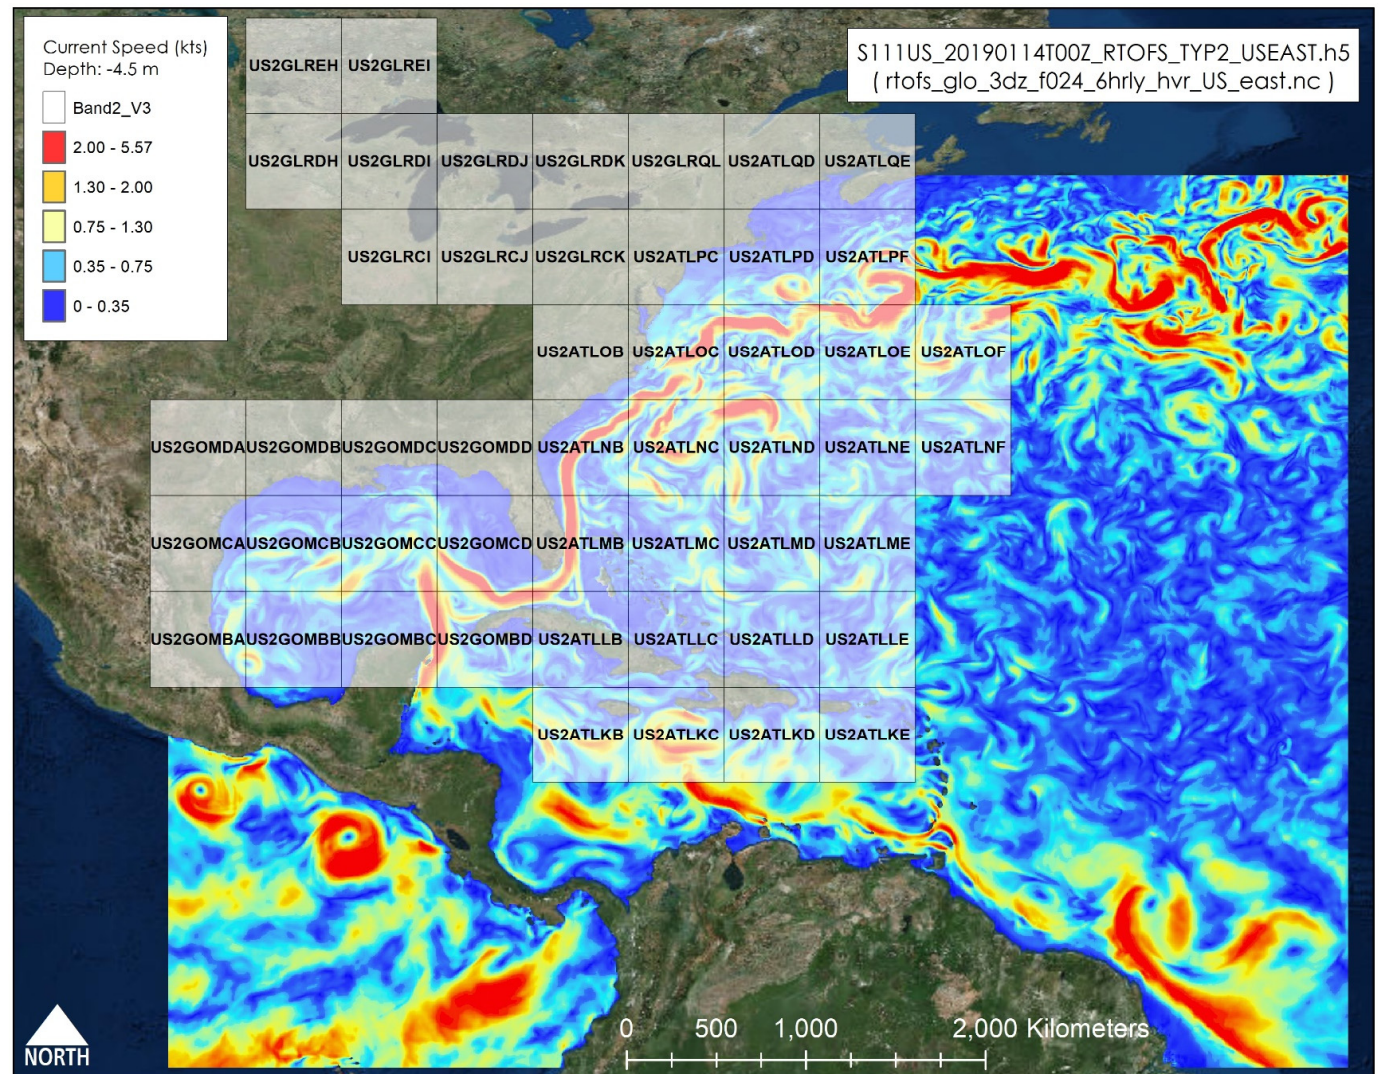 Current Speed (kts)
Depth: -4.5 m
Band2_V3
2.00 - 5.57
1.30 - 2.00
0.75 - 1.30
0.35 - 0.75
0 - 0.35
S111US_20190114T00Z_RTOFS_TYP2_USEAST.h5
( rtofs_glo_3dz_f024_6hrly_hvr_US_east.nc )
US2GLREH US2GLREI
US2GLRDH US2GLRDI US2GLRDJ US2GLRDK US2GLRQL US2ATLQD US2ATLQE
US2GLRCI US2GLRCJ US2GLRCK US2ATLPC US2ATLPD US2ATLPF
US2ATLOB US2ATLOC US2ATLOD US2ATLOE US2ATLOF
US2GOMDA US2GOMDB US2GOMDC US2GOMDD US2ATLNB US2ATLNC US2ATLND US2ATLNE US2ATLNF
US2GOMCA US2GOMCB US2GOMCC US2GOMCD US2ATLMB US2ATLMC US2ATLMD US2ATLME
US2GOMBA US2GOMBB US2GOMBC US2GOMBD US2ATLLB US2ATLLC US2ATLLD US2ATLLE
US2ATLKB US2ATLKC US2ATLKD US2ATLKE
NORTH
0 500 1,000 2,000 Kilometers